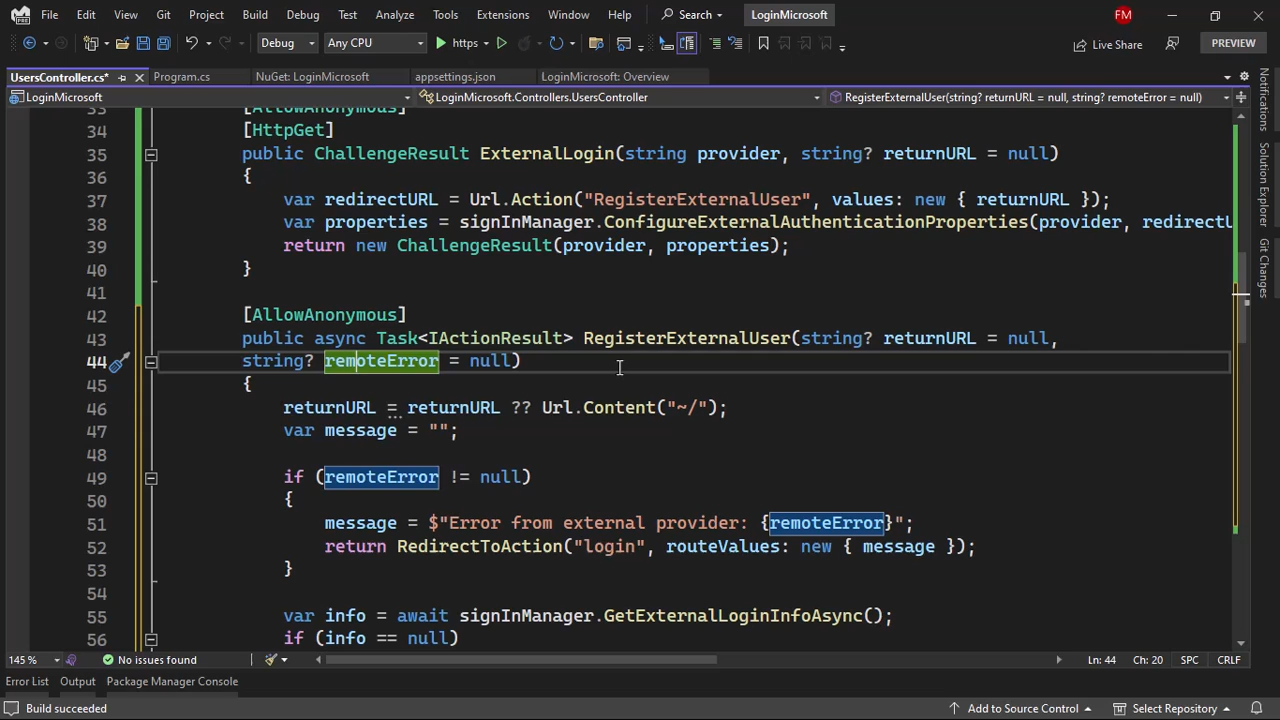 File Edit View Git Project Build Debug Test Analyze Tools Extensions Window Help Search LoginMicrosoft FM
Debug Any CPU https Live Share PREVIEW
UsersController.cs* Program.cs NuGet: LoginMicrosoft appsettings.json LoginMicrosoft: Overview
LoginMicrosoft LoginMicrosoft.Controllers.UsersController RegisterExternalUser(string? returnURL = null, string? remoteError = null)
33 [AllowAnonymous]
34 [HttpGet]
35 public ChallengeResult ExternalLogin(string provider, string? returnURL = null)
36 {
37 var redirectURL = Url.Action("RegisterExternalUser", values: new { returnURL });
38 var properties = signInManager.ConfigureExternalAuthenticationProperties(provider, redirectU
39 return new ChallengeResult(provider, properties);
40 }
41
42 [AllowAnonymous]
43 public async Task<IActionResult> RegisterExternalUser(string? returnURL = null,
44 string? remoteError = null)
45 {
46 returnURL = returnURL ?? Url.Content("~/");
47 var message = "";
48
49 if (remoteError != null)
50 {
51 message = $"Error from external provider: {remoteError}";
52 return RedirectToAction("login", routeValues: new { message });
53 }
54
55 var info = await signInManager.GetExternalLoginInfoAsync();
56 if (info == null)
145 % No issues found Ln: 44 Ch: 20 SPC CRLF
Error List Output Package Manager Console
Build succeeded Add to Source Control Select Repository
Notifications
Solution Explorer
Git Changes